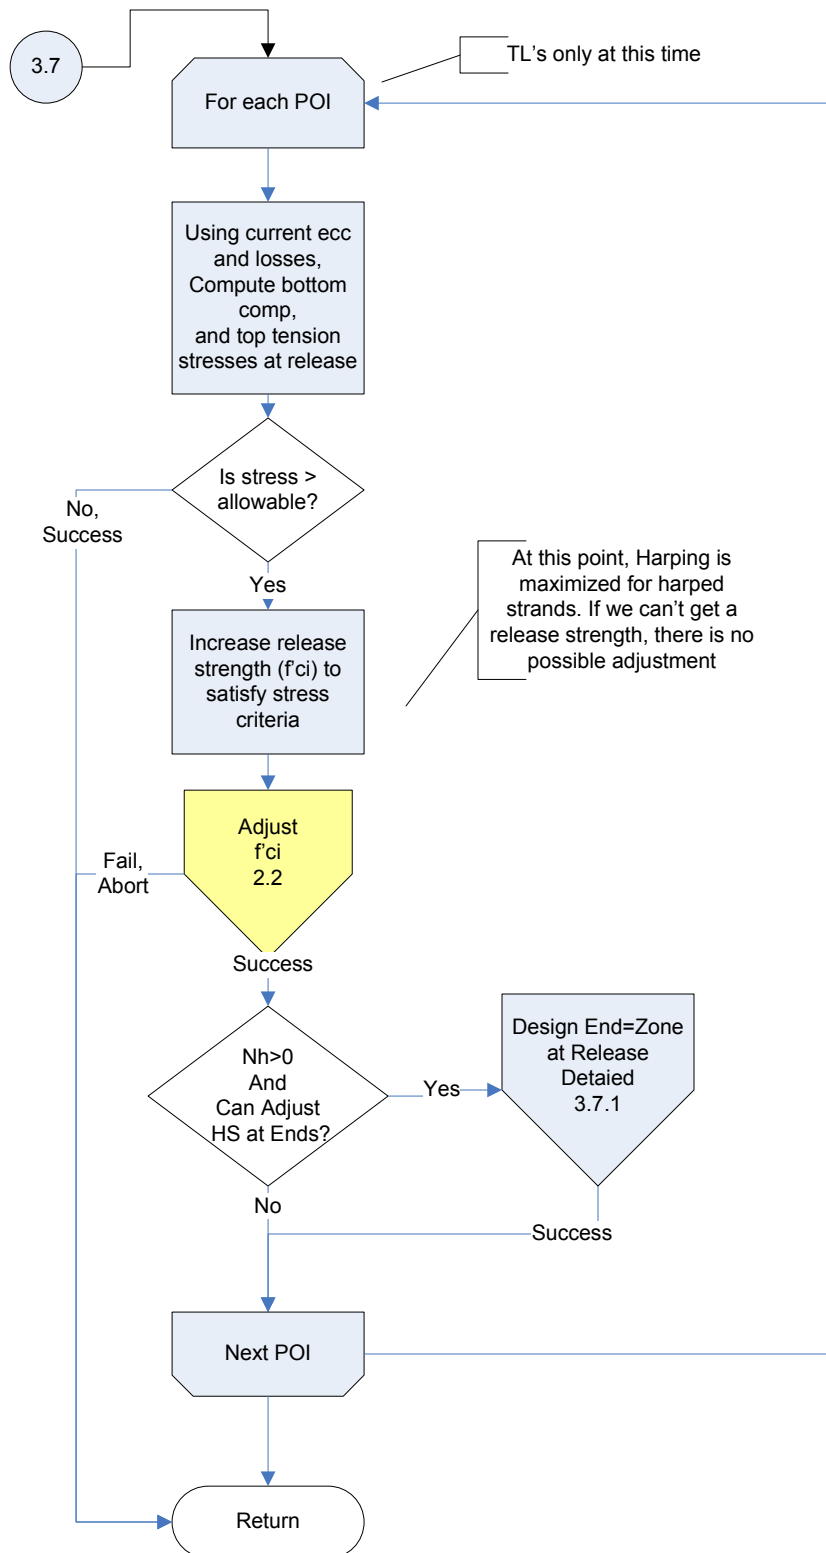 3.7
TL's only at this time
For each POI
Using current ecc
and losses,
Compute bottom
comp,
and top tension
stresses at release
Is stress >
allowable?
No,
Success
Yes
At this point, Harping is
maximized for harped
strands. If we can't get a
release strength, there is no
possible adjustment
Increase release
strength (f'ci) to
satisfy stress
criteria
Adjust
f'ci
2.2
Fail,
Abort
Success
Nh>0
And
Can Adjust
HS at Ends?
Yes
Design End=Zone
at Release
Detaied
3.7.1
No
Success
Next POI
Return